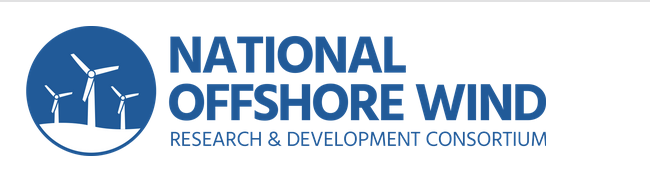 NATIONAL
OFFSHORE WIND
RESEARCH & DEVELOPMENT CONSORTIUM